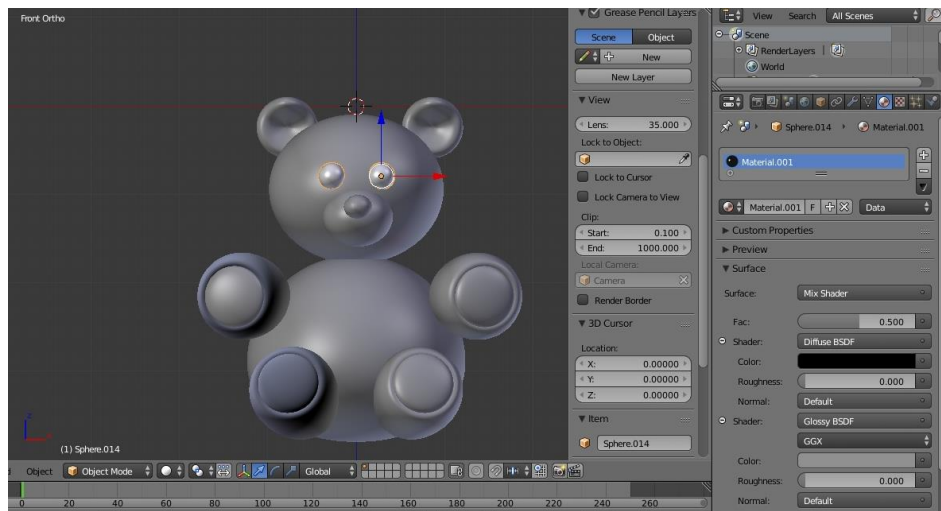 Front Ortho
(1) Sphere.014
Object
Object Mode
Global
0 20 40 60 80 100 120 140 160 180 200 220 240 260
Grease Pencil Layers
Scene Object
New
New Layer
View
Lens: 35.000
Lock to Object:
Lock to Cursor
Lock Camera to View
Clip:
Start: 0.100
End: 1000.000
Local Camera:
Camera
Render Border
3D Cursor
Location:
X: 0.00000
Y: 0.00000
Z: 0.00000
Item
Sphere.014
View Search All Scenes
Scene
RenderLayers
World
Sphere.014 Material.001
Material.001
Material.001 F Data
Custom Properties
Preview
Surface
Surface: Mix Shader
Fac: 0.500
Shader: Diffuse BSDF
Color:
Roughness: 0.000
Normal: Default
Shader: Glossy BSDF
GGX
Color:
Roughness: 0.000
Normal: Default